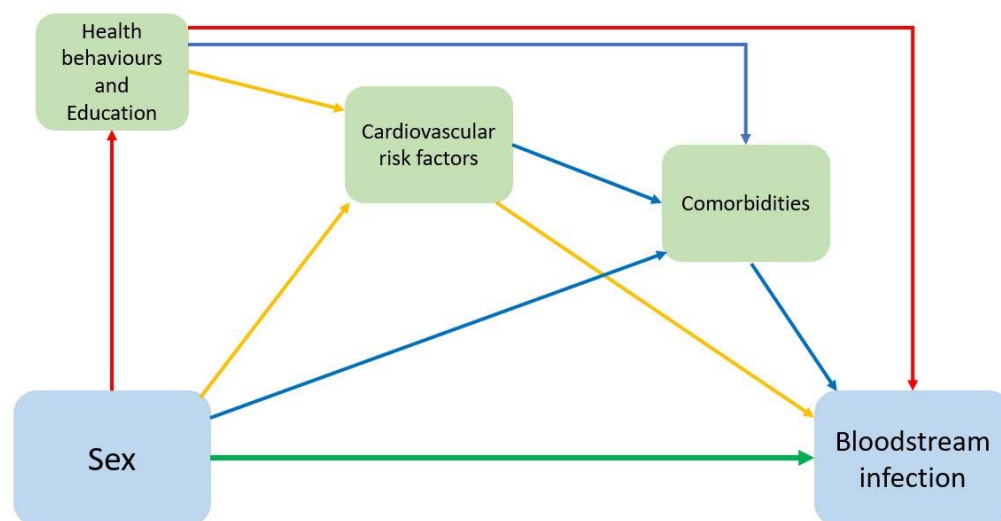 Health
behaviours
and
Education
Cardiovascular
risk factors
Comorbidities
Sex
Bloodstream
infection